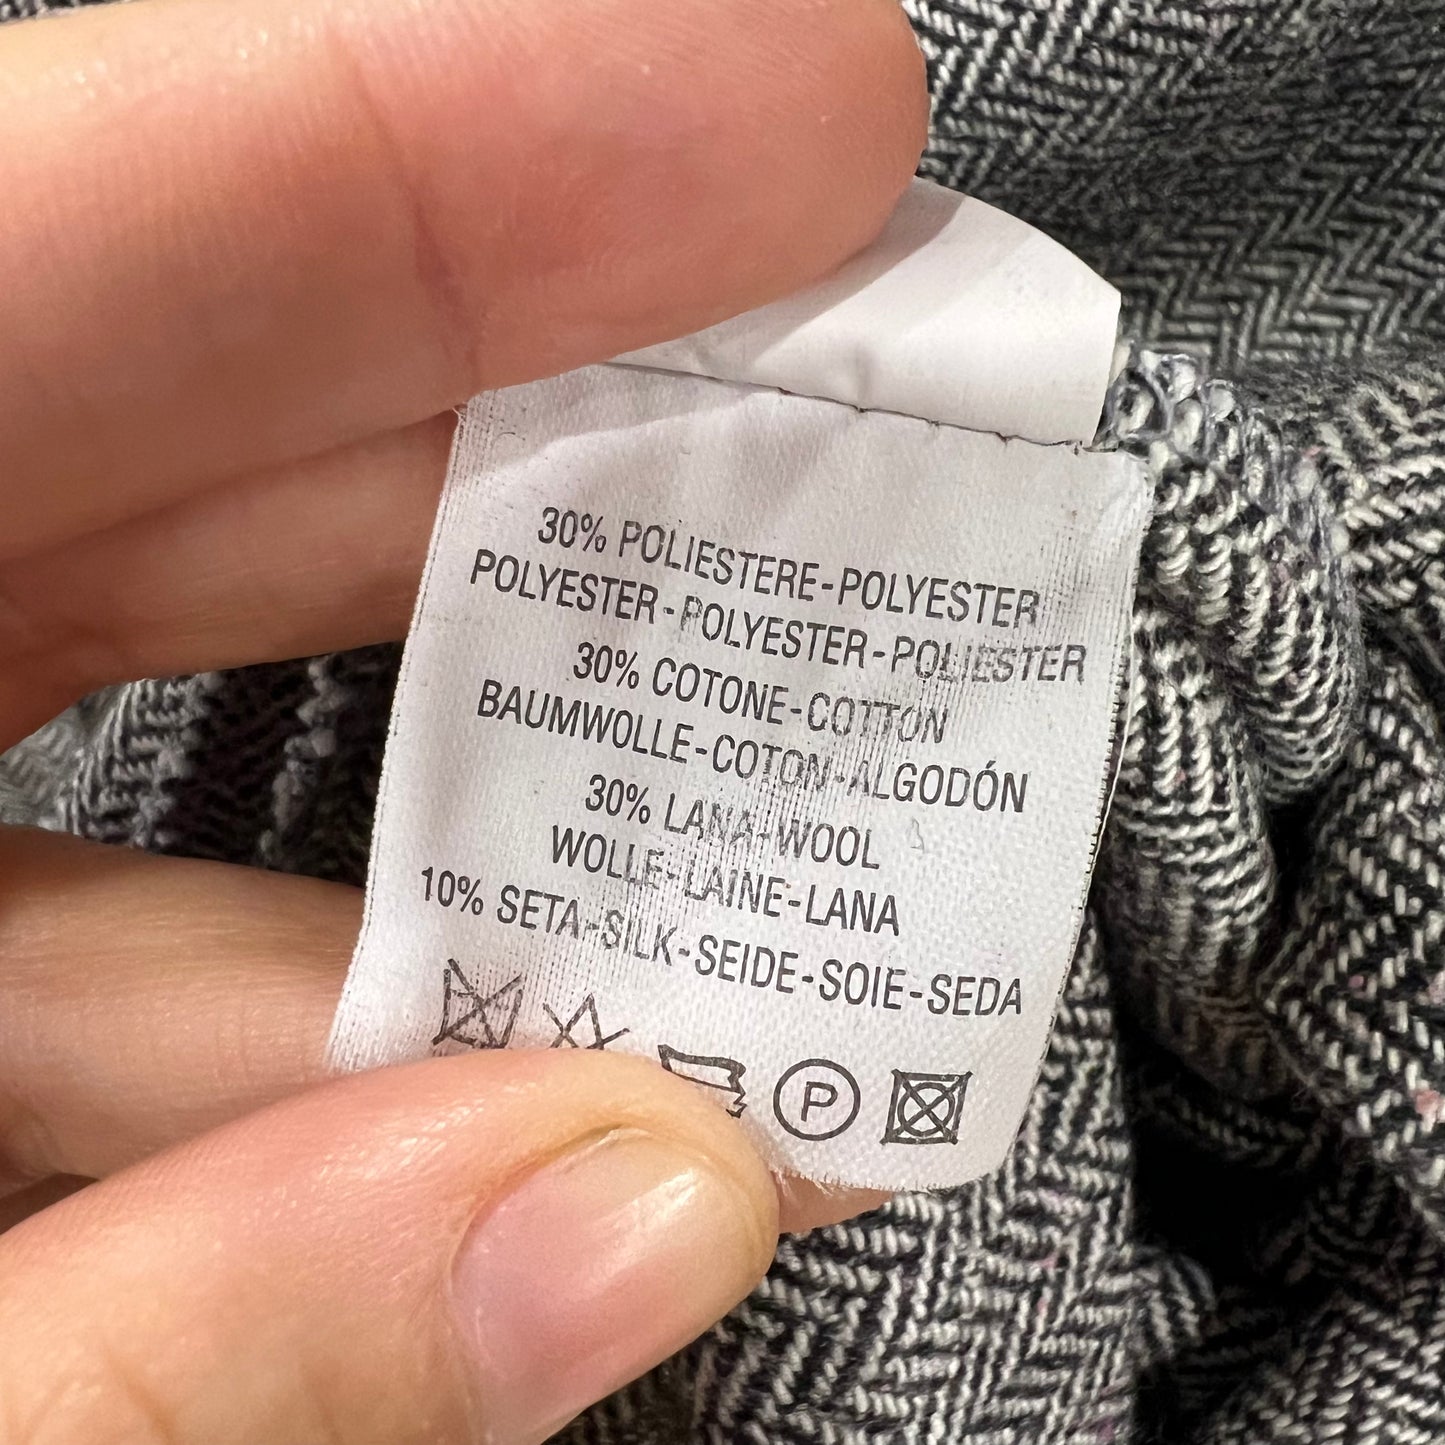 30% POLIESTERE-POLYESTER
POLYESTER-POLYESTER-POLIESTER
30% COTONE-COTTON
BAUMWOLLE-COTON-ALGODÓN
30% LANA-WOOL
WOLLE-LAINE-LANA
10% SETA-SILK-SEIDE-SOIE-SEDA
P